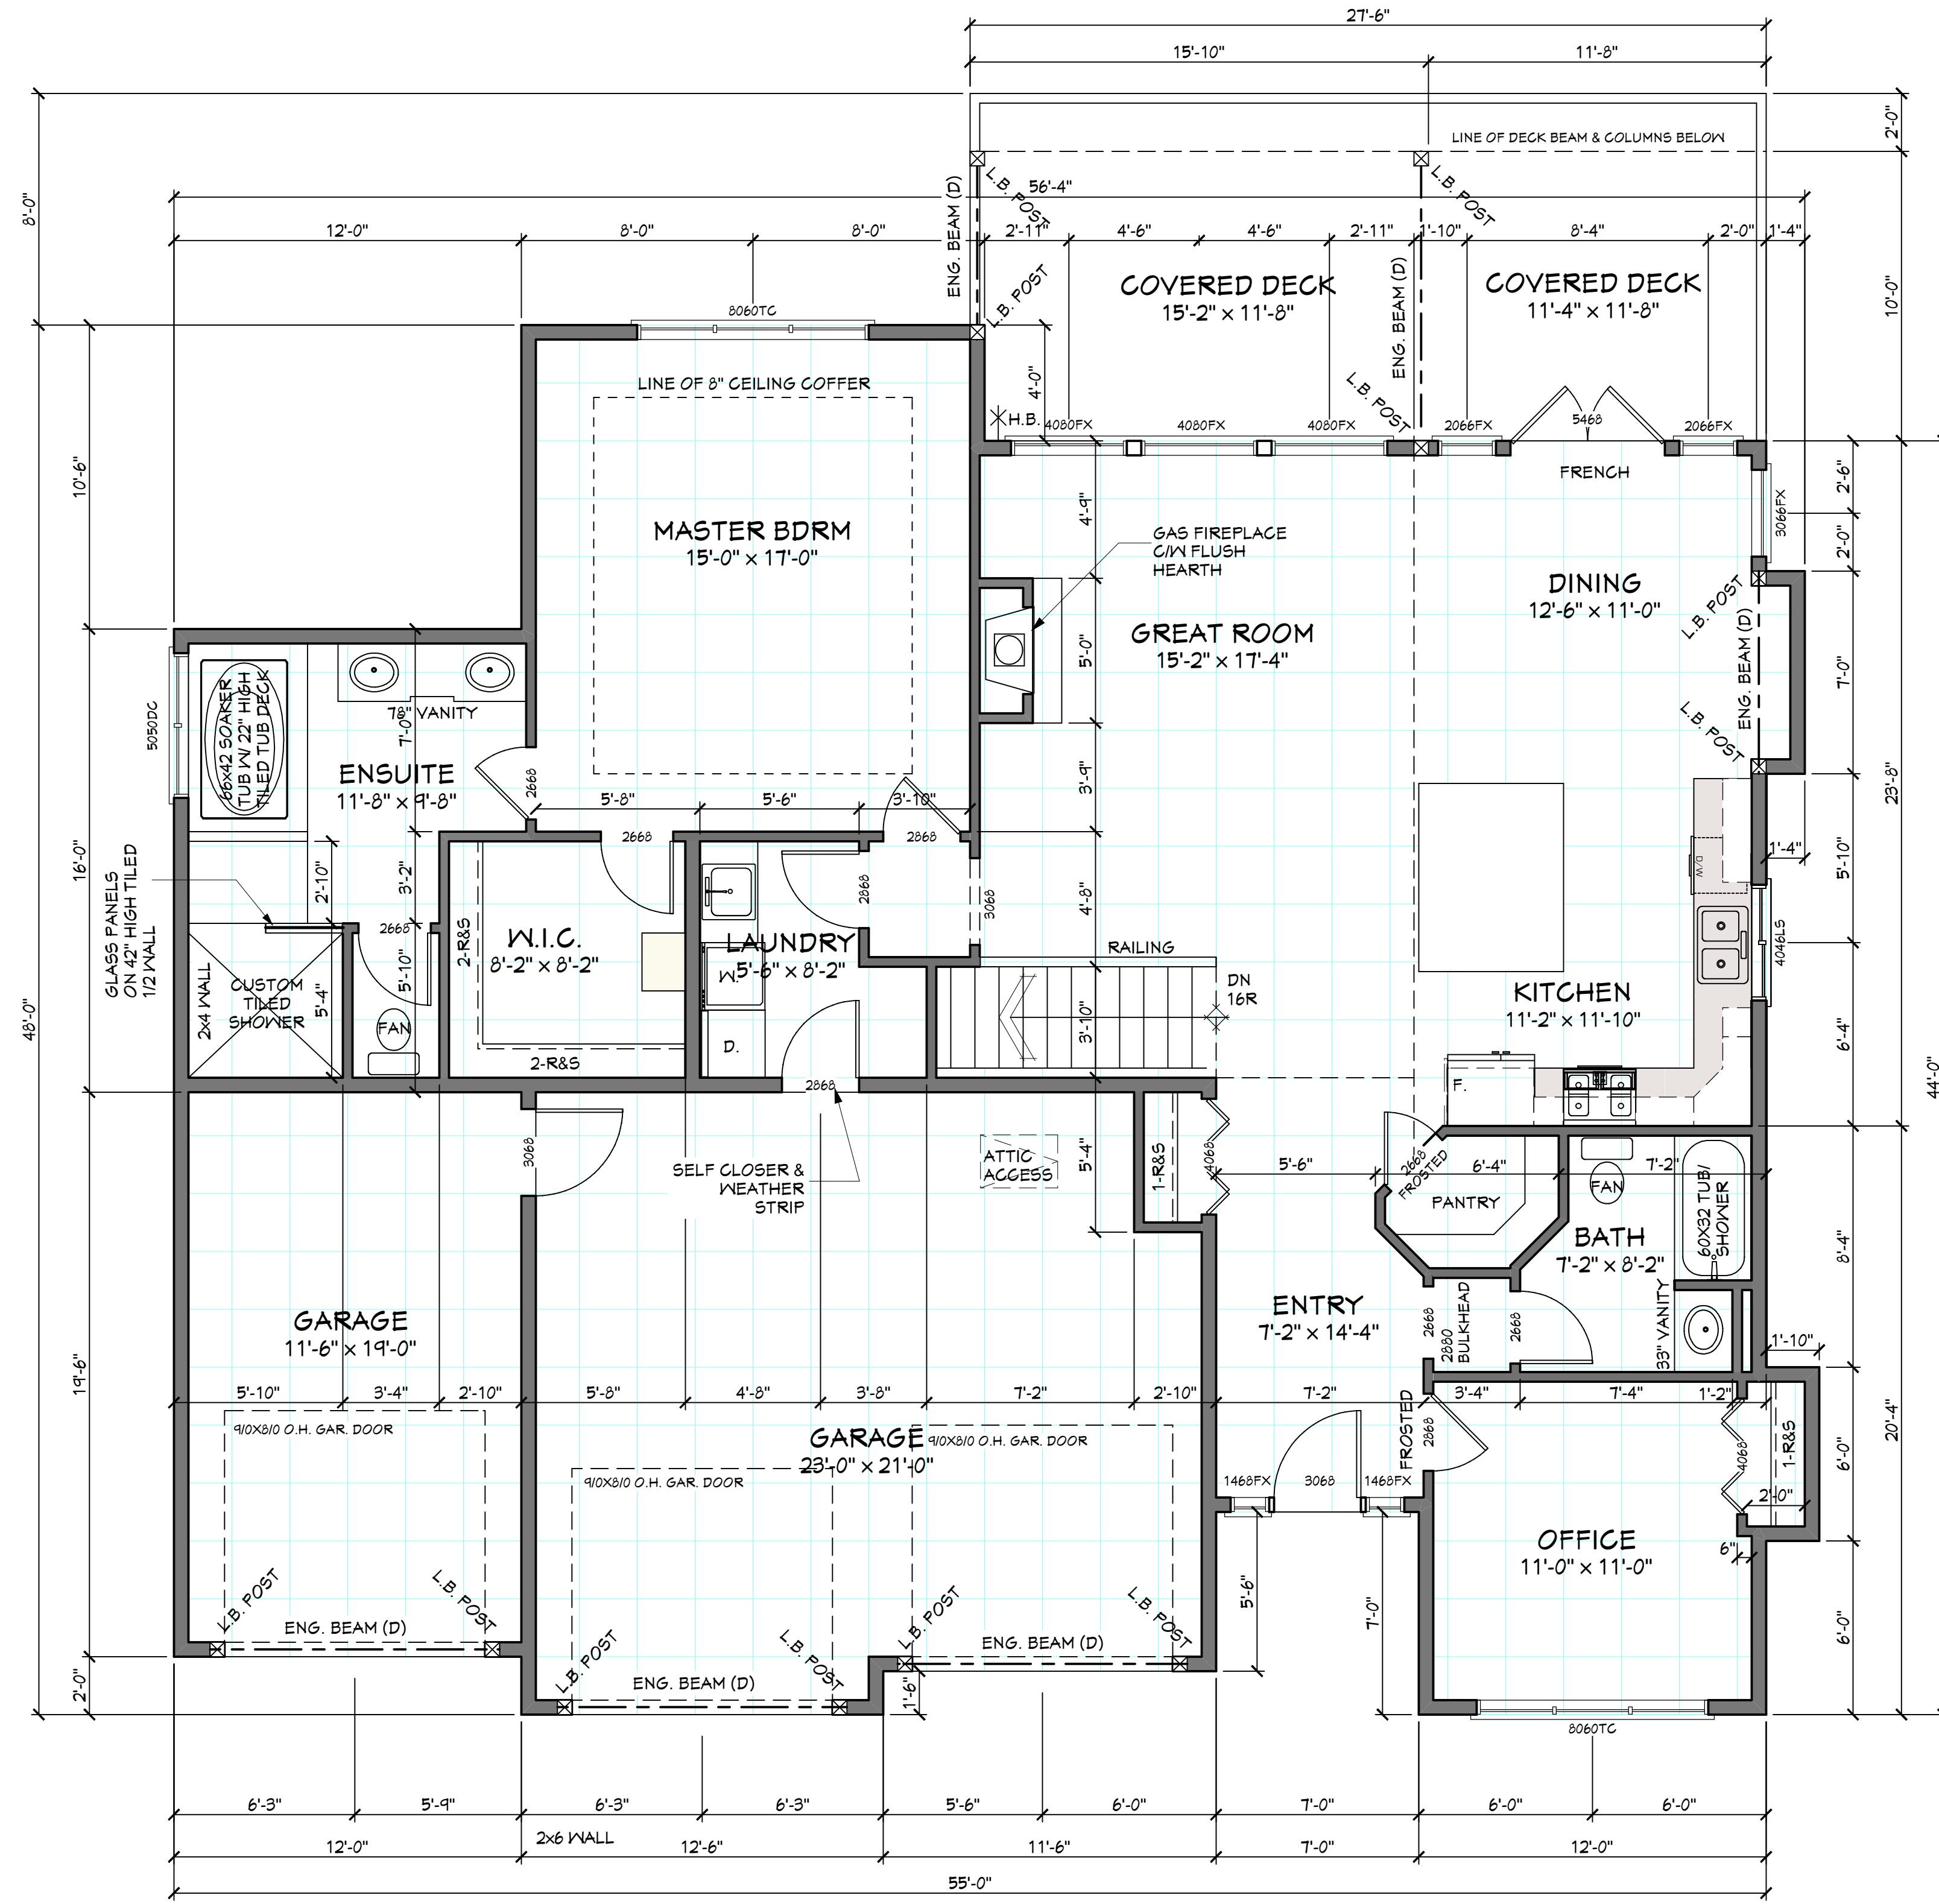 27'-6"
15'-10"
11'-8"
2'-0"
LINE OF DECK BEAM & COLUMNS BELOW
L.B. POST
L.B. POST
56'-4"
8'-0"
ENG. BEAM (D)
12'-0"
8'-0"
8'-0"
2'-11"
4'-6"
4'-6"
2'-11"
1'-10"
8'-4"
2'-0"
1'-4"
10'-0"
COVERED DECK
15'-2" x 11'-8"
COVERED DECK
11'-4" x 11'-8"
ENG. BEAM (D)
L.B. POST
8060TC
LINE OF 8" CEILING COFFER
4'-0"
L.B. POST
H.B.
4080FX
4080FX
4080FX
2066FX
5468
2066FX
FRENCH
10'-6"
4'-9"
2'-6"
3066FX
2'-0"
MASTER BDRM
15'-0" x 17'-0"
GAS FIREPLACE
C/W FLUSH
HEARTH
DINING
12'-6" x 11'-0"
L.B. POST
GREAT ROOM
15'-2" x 17'-4"
5'-0"
ENG. BEAM (D)
7'-0"
L.B. POST
5050DC
66x42 SOAKER
TUB W/ 22" HIGH
TILED TUB DECK
78" VANITY
7'-0"
ENSUITE
11'-8" x 9'-8"
2668
5'-8"
5'-6"
3'-10"
3'-9"
23'-8"
2668
2868
16'-0"
GLASS PANELS
ON 42" HIGH TILED
1/2 WALL
2'-10"
3'-2"
2868
3068
4'-8"
D/W
1'-4"
5'-10"
2668
2-R&S
W.I.C.
8'-2" x 8'-2"
LAUNDRY
5'-6" x 8'-2"
W.
RAILING
4046LS
2x4 WALL
CUSTOM
TILED
SHOWER
5'-4"
5'-10"
FAN
DN
16R
KITCHEN
11'-2" x 11'-10"
48'-0"
3'-10"
6'-4"
2-R&S
D.
2868
F.
44'-0"
3068
SELF CLOSER &
WEATHER
STRIP
ATTIC
ACCESS
5'-4"
1-R&S
4068
5'-6"
2668
FROSTED
6'-4"
PANTRY
7'-2"
FAN
60X32 TUB/
SHOWER
BATH
7'-2" x 8'-2"
8'-4"
GARAGE
11'-6" x 19'-0"
ENTRY
7'-2" x 14'-4"
2668
2880
BULKHEAD
2668
33" VANITY
1'-10"
19'-6"
5'-10"
3'-4"
2'-10"
5'-8"
4'-8"
3'-8"
7'-2"
2'-10"
7'-2"
3'-4"
7'-4"
1'-2"
20'-4"
9/0X8/0 O.H. GAR. DOOR
GARAGE
23'-0" x 21'-0"
9/0X8/0 O.H. GAR. DOOR
FROSTED
2868
4068
1-R&S
6'-0"
9/0X8/0 O.H. GAR. DOOR
1468FX
3068
1468FX
2'-0"
OFFICE
11'-0" x 11'-0"
6"
5'-6"
7'-0"
6'-0"
L.B. POST
L.B. POST
ENG. BEAM (D)
L.B. POST
L.B. POST
ENG. BEAM (D)
L.B. POST
L.B. POST
ENG. BEAM (D)
2'-0"
1'-6"
8060TC
6'-3"
5'-9"
6'-3"
6'-3"
5'-6"
6'-0"
7'-0"
6'-0"
6'-0"
2x6 WALL
12'-0"
12'-6"
11'-6"
7'-0"
12'-0"
55'-0"